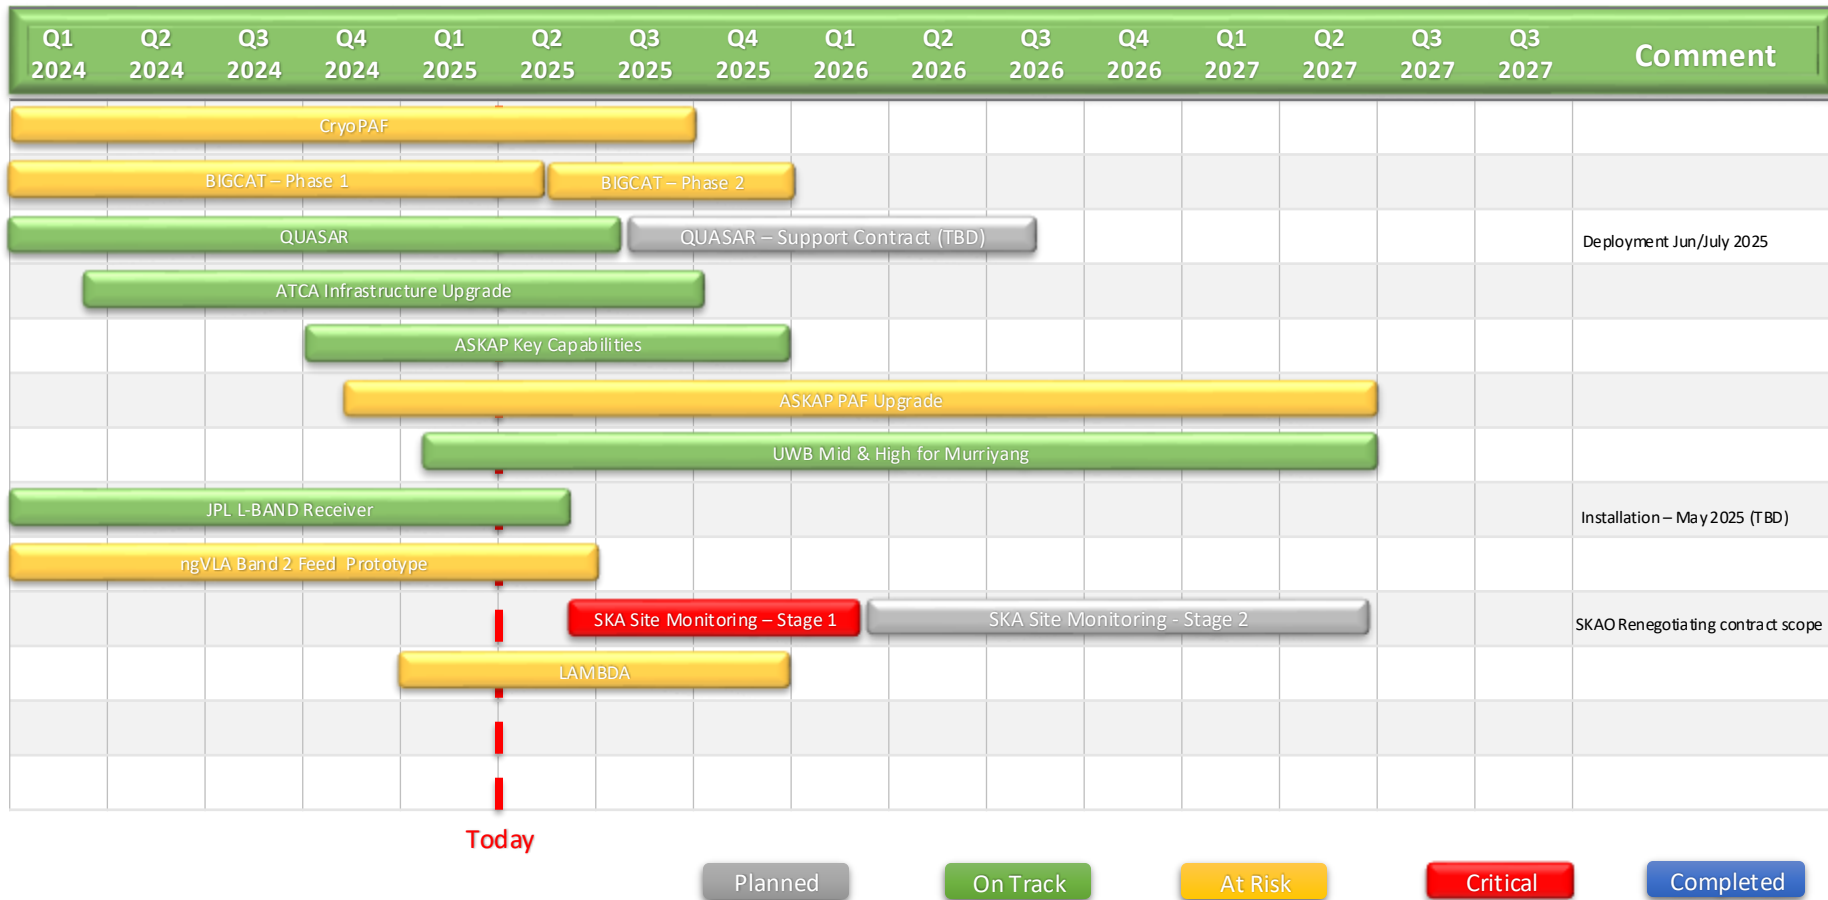 Q1 Q2 Q3 Q4 Q1 Q2 Q3 Q4 Q1 Q2 Q3 Q4 Q1 Q2 Q3 Q3 Comment
2024 2024 2024 2024 2025 2025 2025 2025 2026 2026 2026 2026 2027 2027 2027 2027
CryoPAF
BIGCAT – Phase 1 BIGCAT – Phase 2
QUASAR QUASAR – Support Contract (TBD) Deployment Jun/July 2025
ATCA Infrastructure Upgrade
ASKAP Key Capabilities
ASKAP PAF Upgrade
UWB Mid & High for Murriyang
JPL L-BAND Receiver Installation – May 2025 (TBD)
ngVLA Band 2 Feed Prototype
SKA Site Monitoring – Stage 1 SKA Site Monitoring - Stage 2 SKAO Renegotiating contract scope
LAMBDA
Today
Planned On Track At Risk Critical Completed